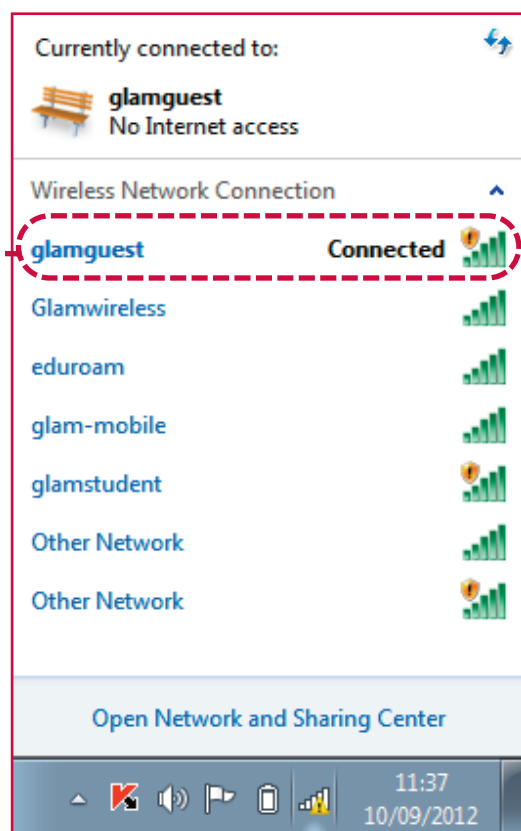 Currently connected to:
glamguest
No Internet access
Wireless Network Connection
glamguest Connected
Glamwireless
eduroam
glam-mobile
glamstudent
Other Network
Other Network
Open Network and Sharing Center
11:37
10/09/2012